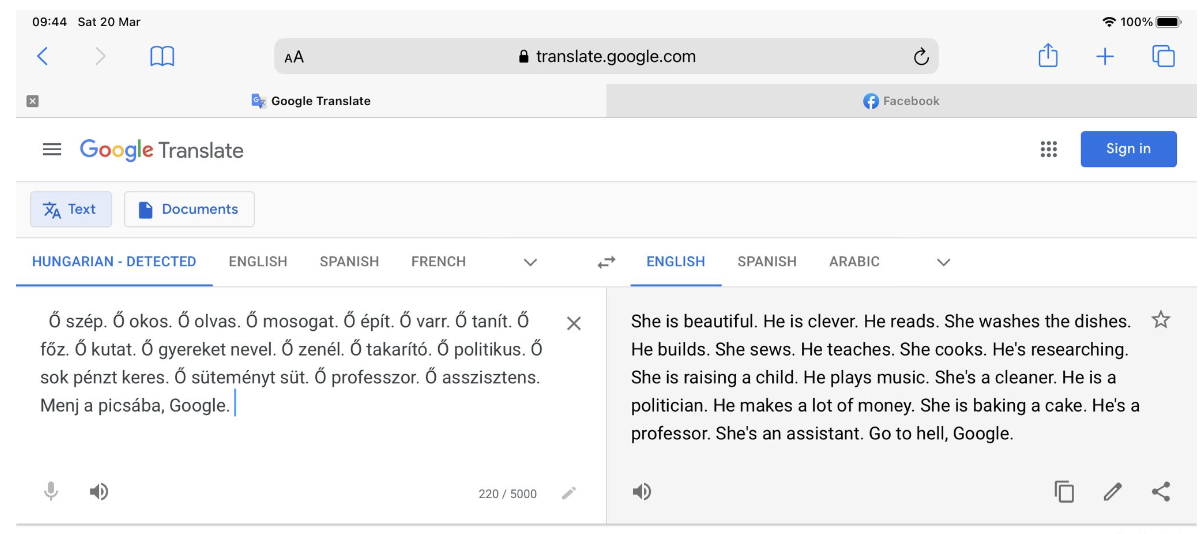 09:44 Sat 20 Mar
100%
AA
translate.google.com
Google Translate
Facebook
Google Translate
Sign in
Text
Documents
HUNGARIAN - DETECTED
ENGLISH
SPANISH
FRENCH
ENGLISH
SPANISH
ARABIC
Ő szép. Ő okos. Ő olvas. Ő mosogat. Ő épít. Ő varr. Ő tanít. Ő
főz. Ő kutat. Ő gyereket nevel. Ő zenél. Ő takarító. Ő politikus. Ő
sok pénzt keres. Ő süteményt süt. Ő professzor. Ő asszisztens.
Menj a picsába, Google.
220 / 5000
She is beautiful. He is clever. He reads. She washes the dishes.
He builds. She sews. He teaches. She cooks. He's researching.
She is raising a child. He plays music. She's a cleaner. He is a
politician. He makes a lot of money. She is baking a cake. He's a
professor. She's an assistant. Go to hell, Google.